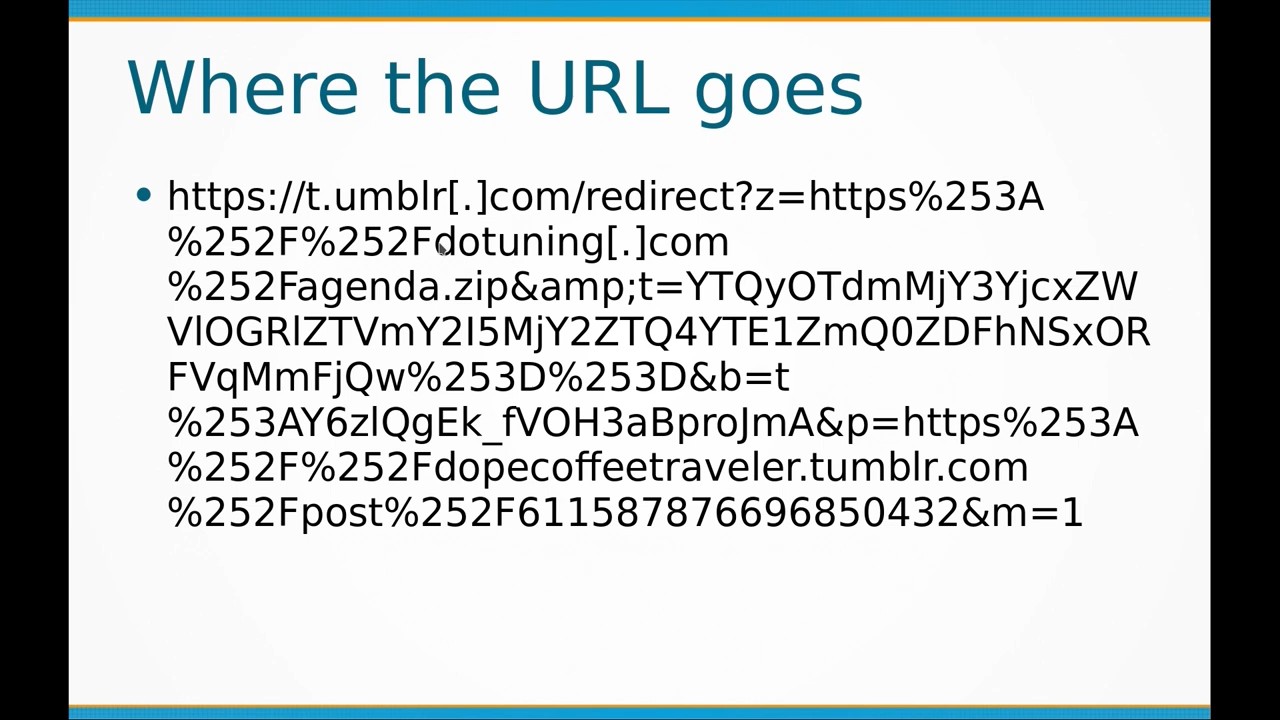 Where the URL goes
• https://t.umblr[.]com/redirect?z=https%253A
%252F%252Fdotuning[.]com
%252Fagenda.zip&amp;t=YTQyOTdmMjY3YjcxZW
VlOGRlZTVmY2I5MjY2ZTQ4YTE1ZmQ0ZDFhNSxOR
FVqMmFjQw%253D%253D&b=t
%253AY6zlQgEk_fVOH3aBproJmA&p=https%253A
%252F%252Fdopecoffeetraveler.tumblr.com
%252Fpost%252F611587876696850432&m=1